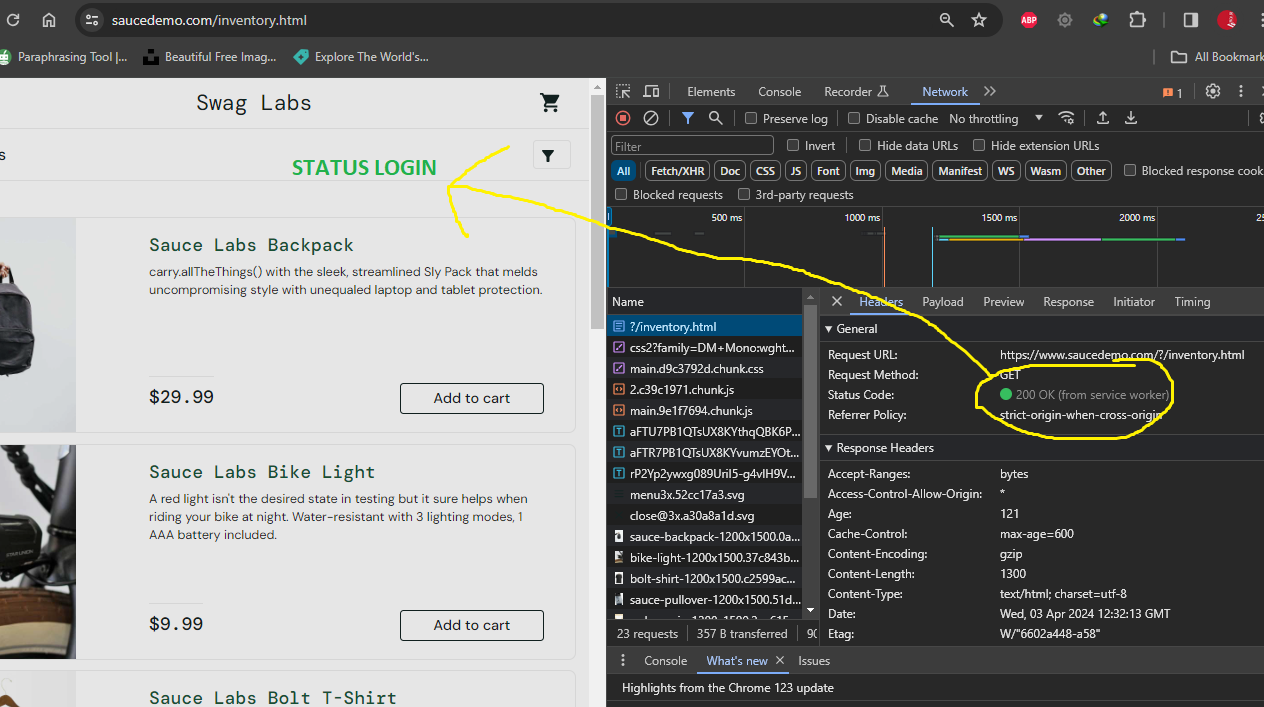 saucedemo.com/inventory.html
ABP
Paraphrasing Tool |...
Beautiful Free Imag...
Explore The World's...
All Bookmark
Swag Labs
s
STATUS LOGIN
Sauce Labs Backpack
carry.allTheThings() with the sleek, streamlined Sly Pack that melds
uncompromising style with unequaled laptop and tablet protection.
$29.99
Add to cart
Sauce Labs Bike Light
A red light isn't the desired state in testing but it sure helps when
riding your bike at night. Water-resistant with 3 lighting modes, 1
AAA battery included.
$9.99
Add to cart
Sauce Labs Bolt T-Shirt
Elements Console Recorder Network 1
Preserve log Disable cache No throttling
Filter Invert Hide data URLs Hide extension URLs
All Fetch/XHR Doc CSS JS Font Img Media Manifest WS Wasm Other Blocked response cook
Blocked requests 3rd-party requests
500 ms 1000 ms 1500 ms 2000 ms 25
Name
?/inventory.html
css2?family=DM+Mono:wght...
main.d9c3792d.chunk.css
2.c39c1971.chunk.js
main.9e1f7694.chunk.js
aFTU7PB1QTsUX8KYthqQBK6P...
aFTR7PB1QTsUX8KYvumzEYOt...
rP2Yp2ywxg089UriI5-g4vIH9V...
menu3x.52cc17a3.svg
close@3x.a30a8a1d.svg
sauce-backpack-1200x1500.0a...
bike-light-1200x1500.37c843b...
bolt-shirt-1200x1500.c2599ac...
sauce-pullover-1200x1500.51d...
23 requests 357 B transferred 90
Headers Payload Preview Response Initiator Timing
General
Request URL: https://www.saucedemo.com/?/inventory.html
Request Method: GET
Status Code: 200 OK (from service worker)
Referrer Policy: strict-origin-when-cross-origin
Response Headers
Accept-Ranges: bytes
Access-Control-Allow-Origin: *
Age: 121
Cache-Control: max-age=600
Content-Encoding: gzip
Content-Length: 1300
Content-Type: text/html; charset=utf-8
Date: Wed, 03 Apr 2024 12:32:13 GMT
Etag: W/"6602a448-a58"
Console What's new Issues
Highlights from the Chrome 123 update